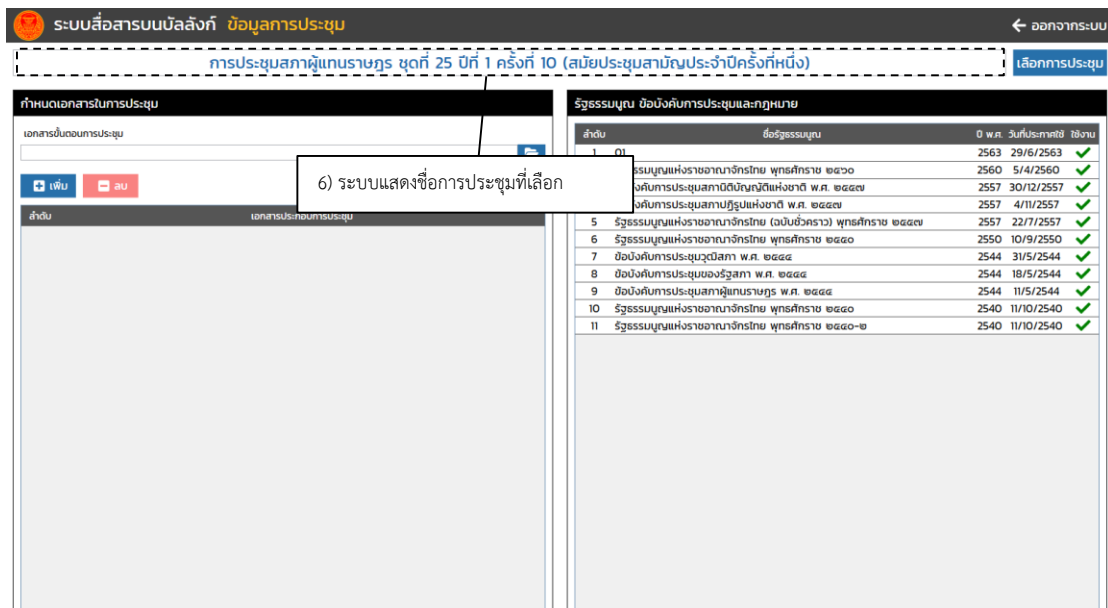 ระบบสื่อสารบนบัลลังก์ ข้อมูลการประชุม
ออกจากระบบ
การประชุมสภาผู้แทนราษฎร ชุดที่ 25 ปีที่ 1 ครั้งที่ 10 (สมัยประชุมสามัญประจำปีครั้งที่หนึ่ง)
เลือกการประชุม
กำหนดเอกสารในการประชุม
เอกสารขั้นตอนการประชุม
เพิ่ม ลบ
ลำดับ เอกสารประกอบการประชุม
6) ระบบแสดงชื่อการประชุมที่เลือก
รัฐธรรมนูญ ข้อบังคับการประชุมและกฎหมาย
ลำดับ ชื่อรัฐธรรมนูญ ปี พ.ศ. วันที่ประกาศใช้ ใช้งาน
1 01 2563 29/6/2563
รมนูญแห่งราชอาณาจักรไทย พุทธศักราช ๒๕๖๐ 2560 5/4/2560
งคับการประชุมสภานิติบัญญัติแห่งชาติ พ.ศ. ๒๕๕๗ 2557 30/12/2557
งคับการประชุมสภาปฏิรูปแห่งชาติ พ.ศ. ๒๕๕๗ 2557 4/11/2557
5 รัฐธรรมนูญแห่งราชอาณาจักรไทย (ฉบับชั่วคราว) พุทธศักราช ๒๕๕๗ 2557 22/7/2557
6 รัฐธรรมนูญแห่งราชอาณาจักรไทย พุทธศักราช ๒๕๕๐ 2550 10/9/2550
7 ข้อบังคับการประชุมวุฒิสภา พ.ศ. ๒๕๔๔ 2544 31/5/2544
8 ข้อบังคับการประชุมของรัฐสภา พ.ศ. ๒๕๔๔ 2544 18/5/2544
9 ข้อบังคับการประชุมสภาผู้แทนราษฎร พ.ศ. ๒๕๔๔ 2544 11/5/2544
10 รัฐธรรมนูญแห่งราชอาณาจักรไทย พุทธศักราช ๒๕๔๐ 2540 11/10/2540
11 รัฐธรรมนูญแห่งราชอาณาจักรไทย พุทธศักราช ๒๕๔๐-๒ 2540 11/10/2540